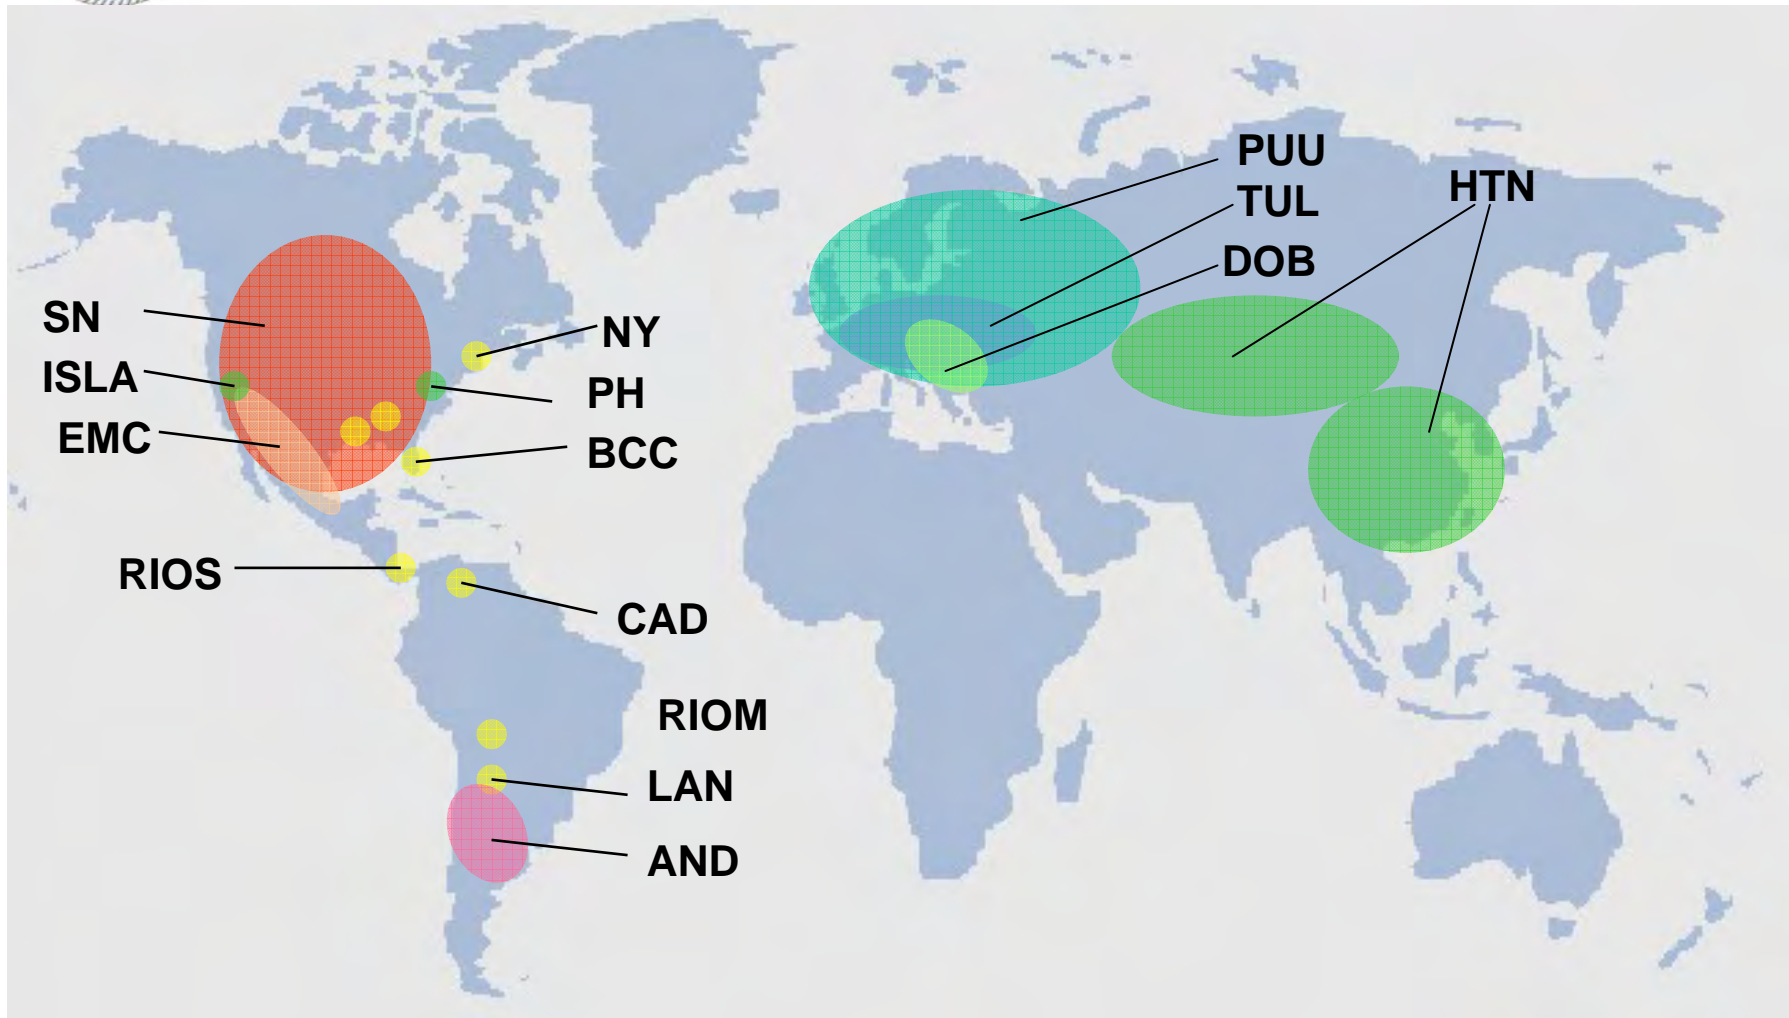 SN
ISLA
EMC
RIOS
NY
PH
BCC
CAD
RIOM
LAN
AND
PUU
TUL
DOB
HTN